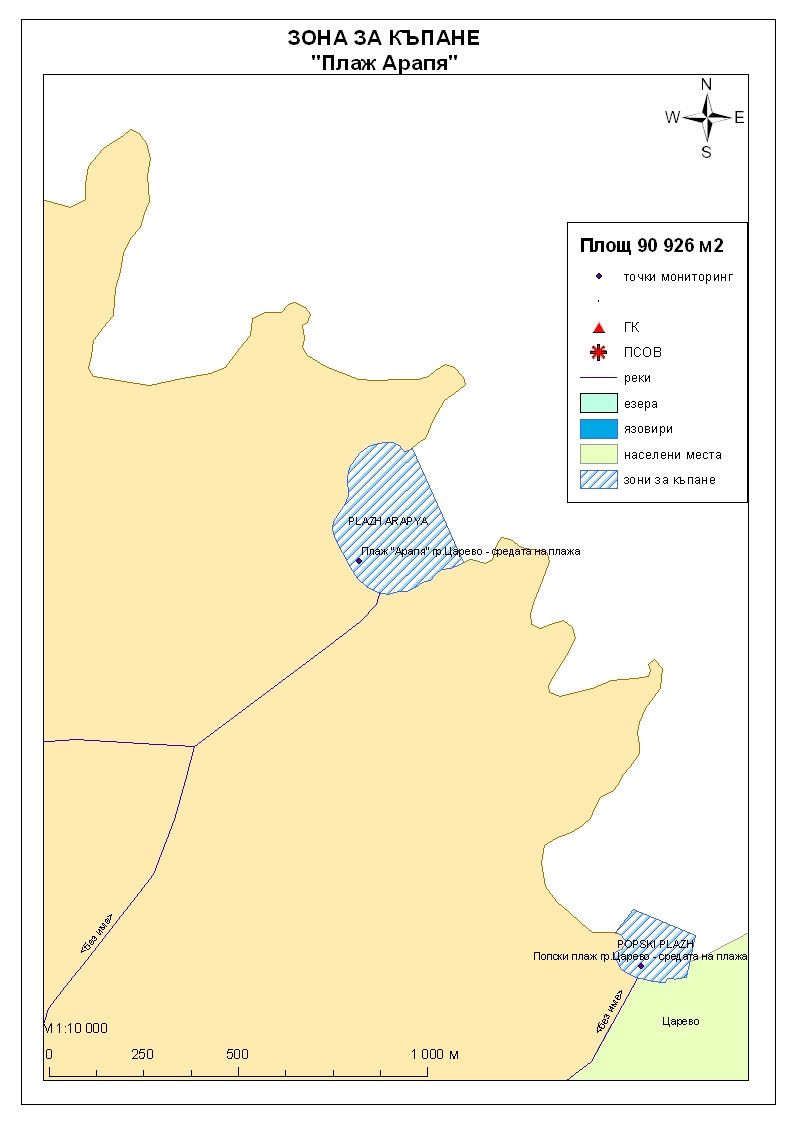 ЗОНА ЗА КЪПАНЕ
"Плаж Арапя"
N
W E
S
Площ 90 926 м2
точки мониторинг
ГК
ПСОВ
реки
езера
язовири
населени места
зони за къпане
PLAZH ARAPYA
Плаж "Арапя" гр.Царево - средата на плажа
<без име>
POPSKI PLAZH
Попски плаж гр.Царево - средата на плажа
<без име>
Царево
М 1:10 000
0 250 500 1 000 м